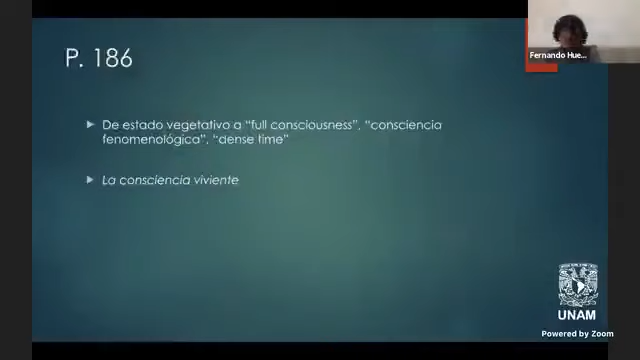 P. 186
Fernando Hue...
De estado vegetativo a "full consciousness", "consciencia
fenomenológica", "dense time"
La consciencia viviente
UNAM
Powered by Zoom